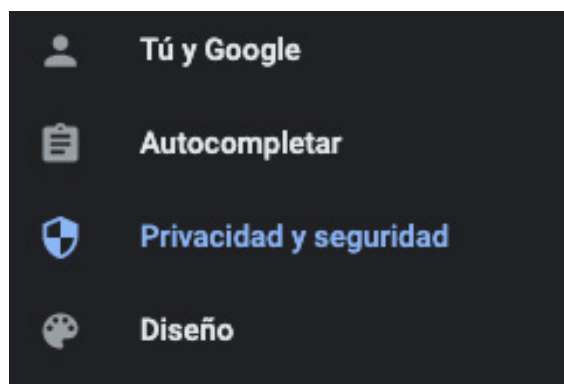 Tú y Google
Autocompletar
Privacidad y seguridad
Diseño